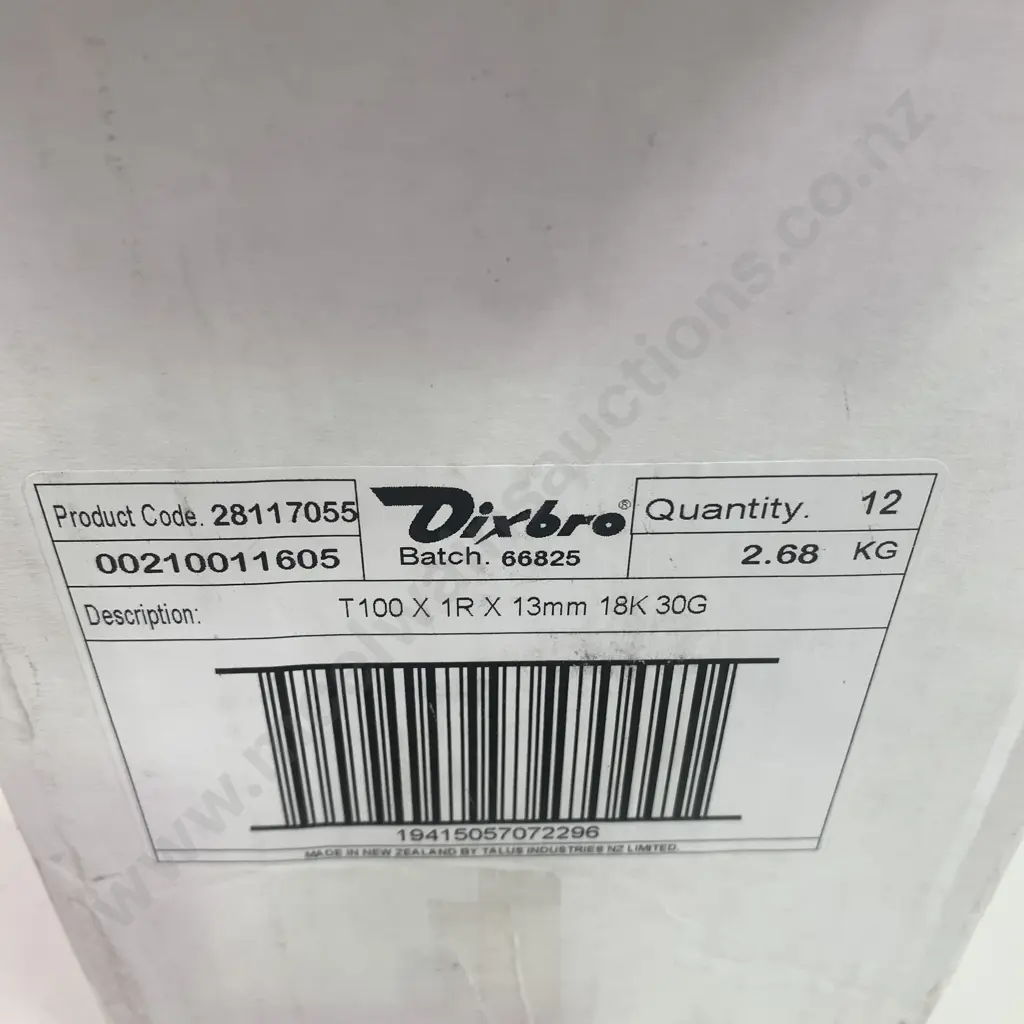 Product Code. 28117055
00210011605
Dixbro®
Batch. 66825
Quantity. 12
2.68 KG
Description: T100 X 1R X 13mm 18K 30G
19415057072296
MADE IN NEW ZEALAND BY TALUS INDUSTRIES NZ LIMITED.